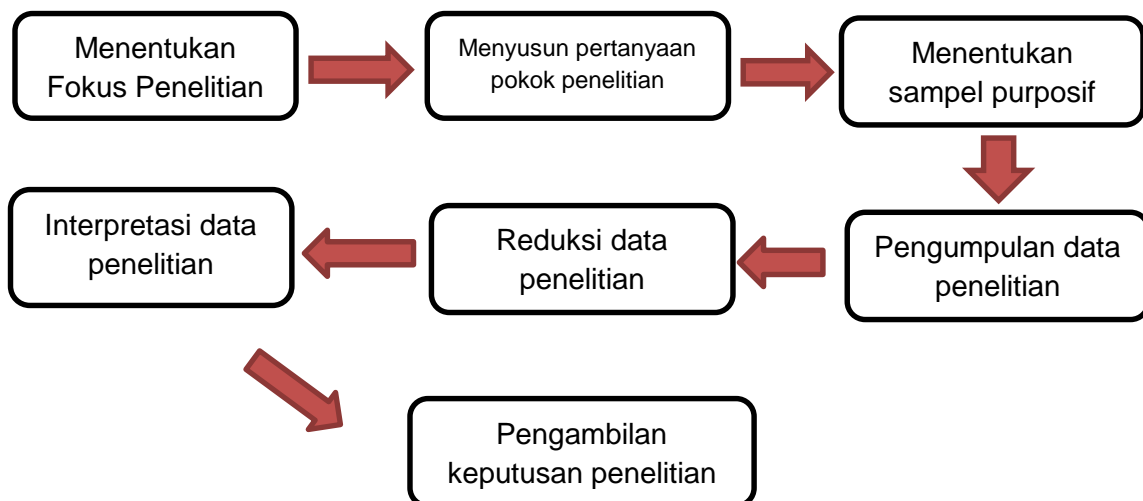 Menentukan
Fokus Penelitian
Menyusun pertanyaan
pokok penelitian
Menentukan
sampel purposif
Pengumpulan data
penelitian
Reduksi data
penelitian
Interpretasi data
penelitian
Pengambilan
keputusan penelitian